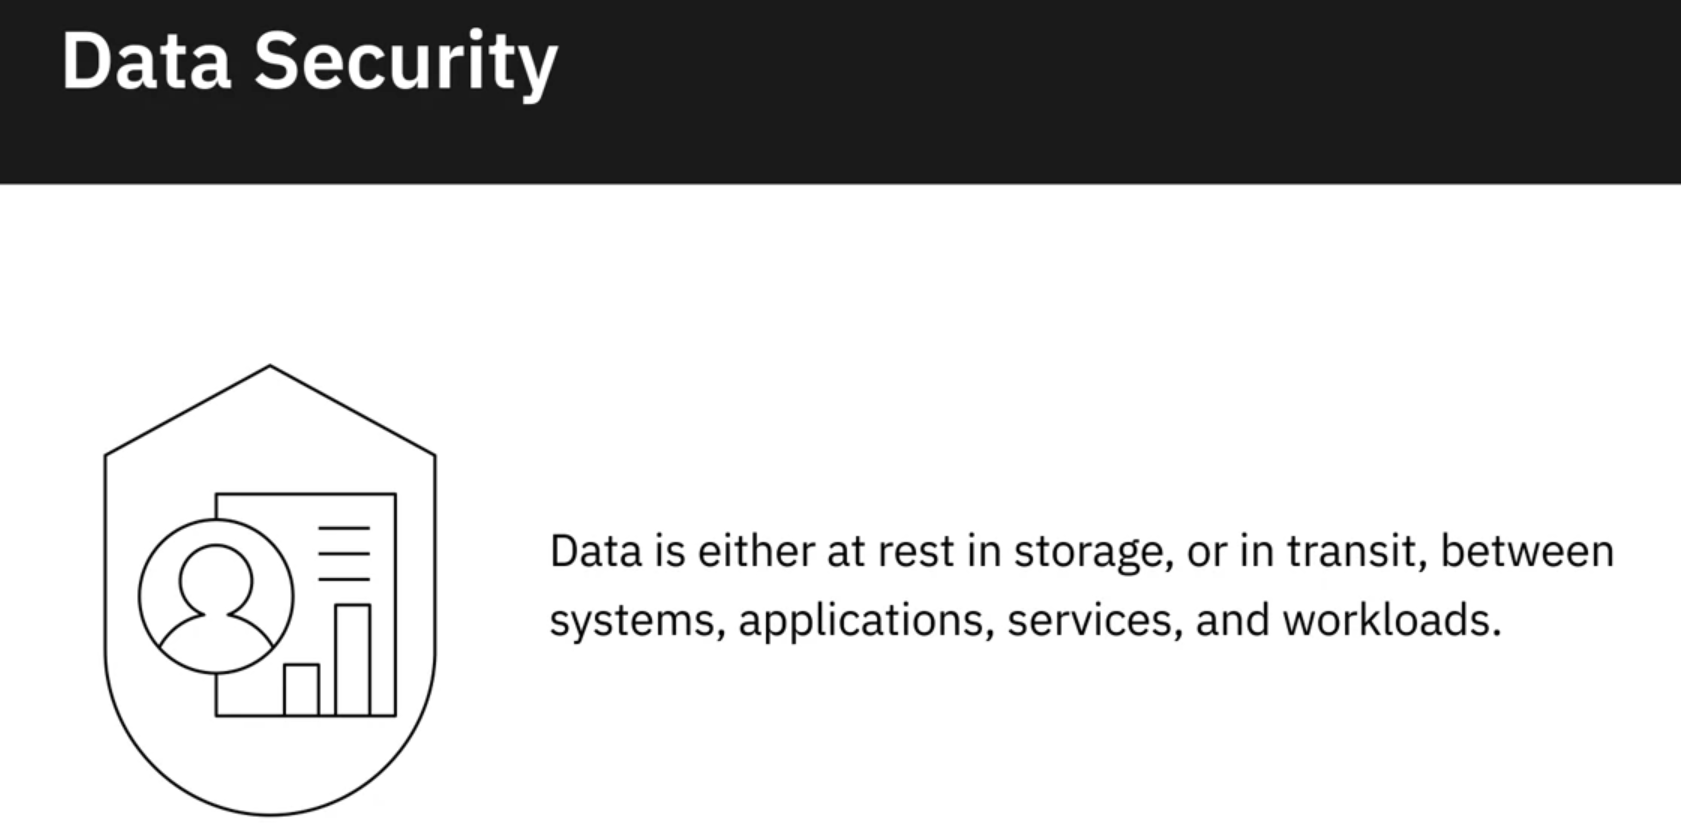 Data Security
Data is either at rest in storage, or in transit, between
systems, applications, services, and workloads.